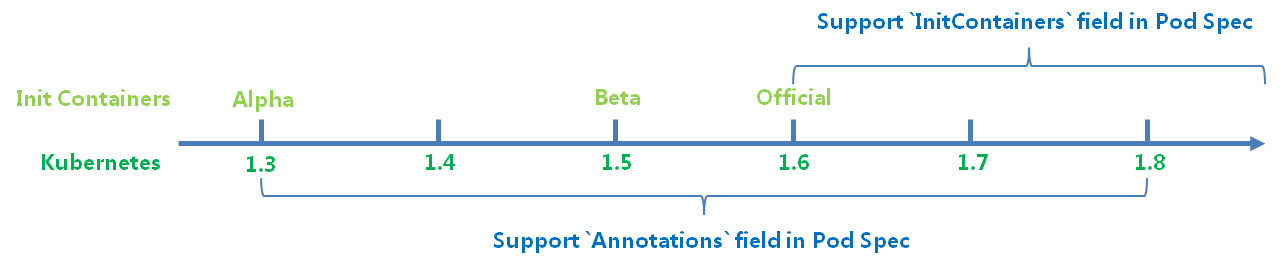 Support `InitContainers` field in Pod Spec
Init Containers Alpha Beta Official
Kubernetes 1.3 1.4 1.5 1.6 1.7 1.8
Support `Annotations` field in Pod Spec